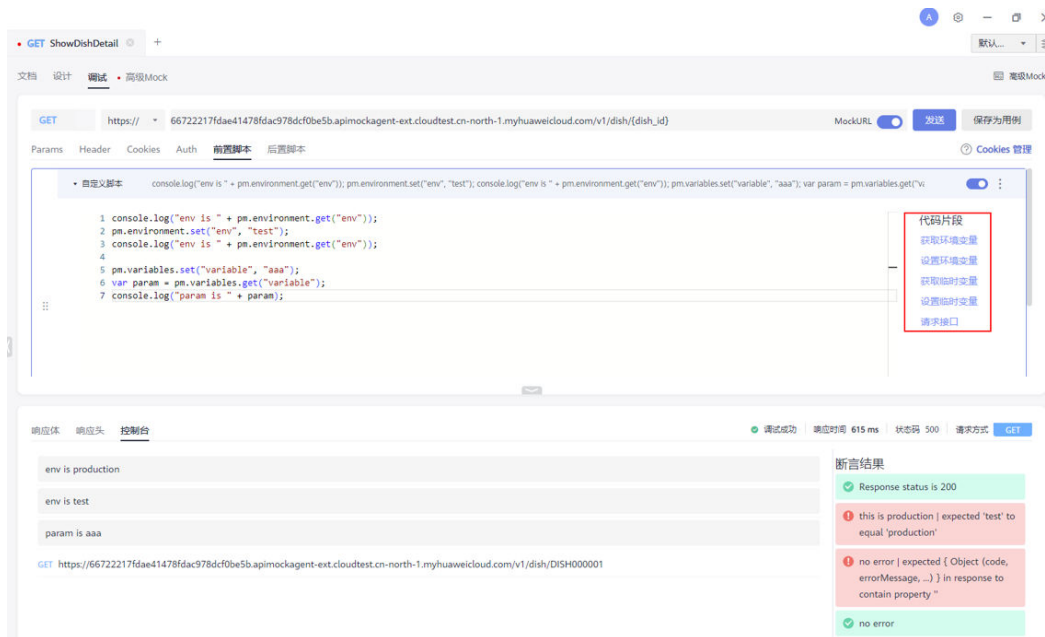 A
GET ShowDishDetail
默认...
文档 设计 调试 高级Mock
高级Mock
GET https:// 66722217fdae41478fdac978dcf0be5b.apimockagent-ext.cloudtest.cn-north-1.myhuaweicloud.com/v1/dish/{dish_id} MockURL 发送 保存为用例
Params Header Cookies Auth 前置脚本 后置脚本 Cookies 管理
自定义脚本 console.log("env is " + pm.environment.get("env")); pm.environment.set("env", "test"); console.log("env is " + pm.environment.get("env")); pm.variables.set("variable", "aaa"); var param = pm.variables.get("va
1 console.log("env is " + pm.environment.get("env"));
2 pm.environment.set("env", "test");
3 console.log("env is " + pm.environment.get("env"));
4
5 pm.variables.set("variable", "aaa");
6 var param = pm.variables.get("variable");
7 console.log("param is " + param);
代码片段
获取环境变量
设置环境变量
获取临时变量
设置临时变量
请求接口
响应体 响应头 控制台
调试成功 响应时间 615 ms 状态码 500 请求方式 GET
env is production
env is test
param is aaa
GET https://66722217fdae41478fdac978dcf0be5b.apimockagent-ext.cloudtest.cn-north-1.myhuaweicloud.com/v1/dish/DISH000001
断言结果
Response status is 200
this is production | expected 'test' to
equal 'production'
no error | expected { Object (code,
errorMessage, ...) } in response to
contain property ''
no error